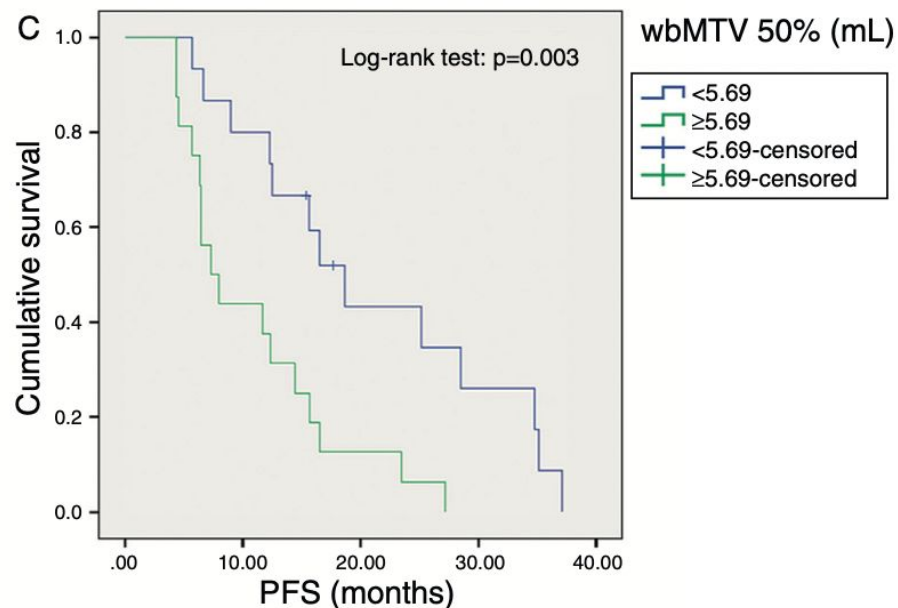 C
wbMTV 50% (mL)
Log-rank test: p=0.003
<5.69
≥5.69
<5.69-censored
≥5.69-censored
Cumulative survival
1.0
0.8
0.6
0.4
0.2
0.0
.00 10.00 20.00 30.00 40.00
PFS (months)